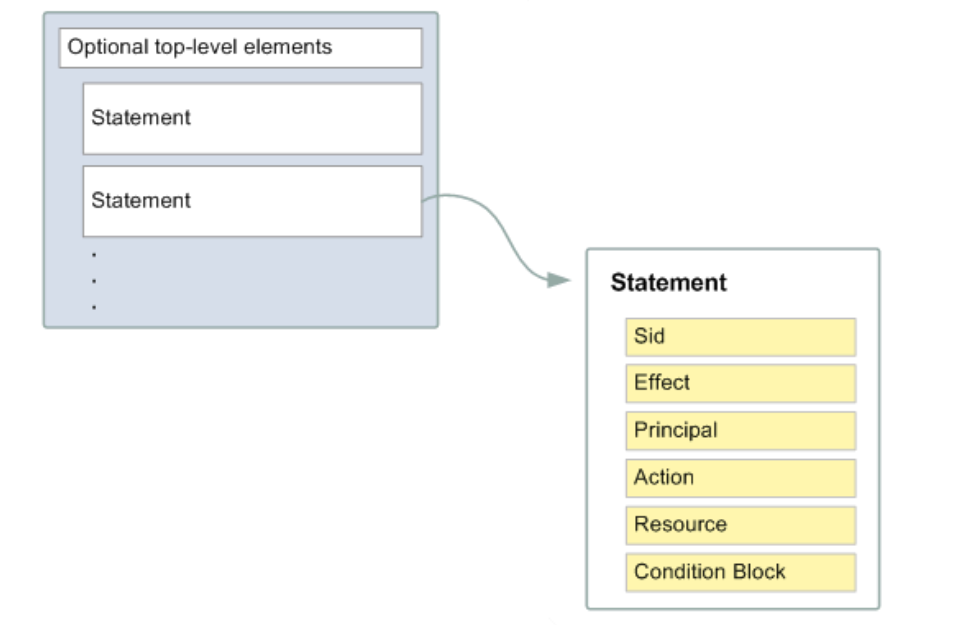 Optional top-level elements
Statement
Statement
.
.
.
Statement
Sid
Effect
Principal
Action
Resource
Condition Block